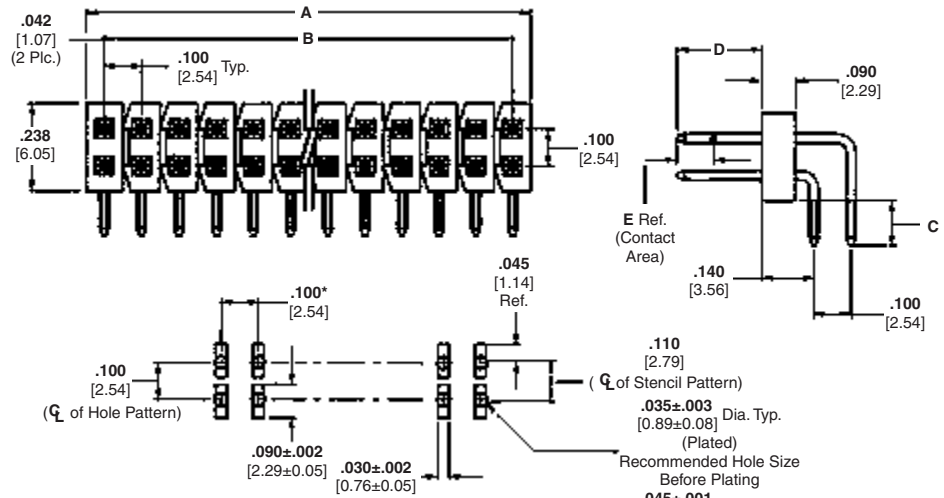 A
.042
[1.07]
(2 Plc.)
B
.100
[2.54] Typ.
.238
[6.05]
.100
[2.54]
D
.090
[2.29]
E Ref.
(Contact
Area)
C
.140
[3.56]
.100
[2.54]
.100*
[2.54]
.045
[1.14]
Ref.
.100
[2.54]
(℄ of Hole Pattern)
.110
[2.79]
(℄ of Stencil Pattern)
.090±.002
[2.29±0.05]
.030±.002
[0.76±0.05]
.035±.003
[0.89±0.08] Dia. Typ.
(Plated)
Recommended Hole Size
Before Plating
.045±.001